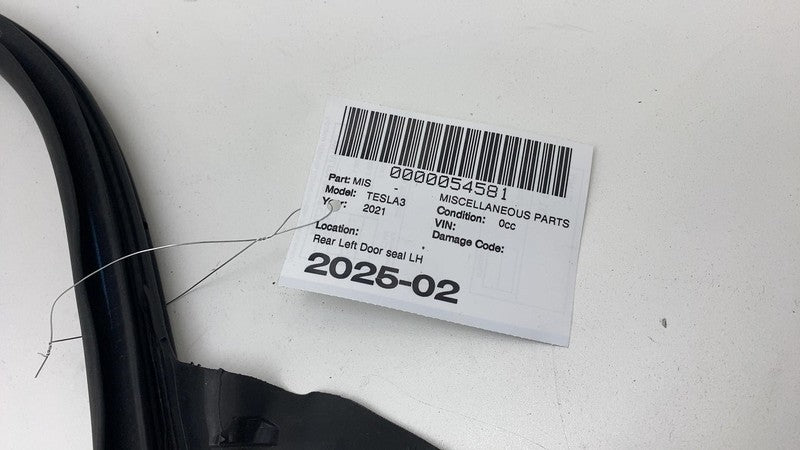 0000054581
Part: MIS - MISCELLANEOUS PARTS
Model: TESLA3 Condition: 0cc
Year: 2021 VIN:
Damage Code:
Location:
Rear Left Door seal LH
2025-02